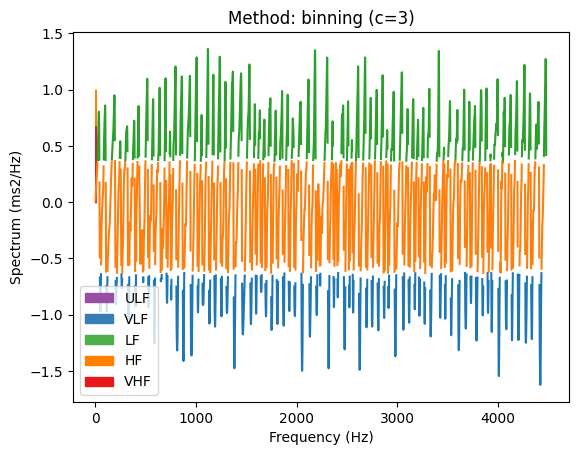 Method: binning (c=3)
Spectrum (ms2/Hz)
1.5
1.0
0.5
0.0
−0.5
−1.0
−1.5
ULF
VLF
LF
HF
VHF
0 1000 2000 3000 4000
Frequency (Hz)